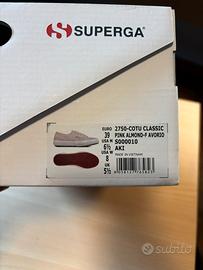 SUPERGA
EURO 39
USA M 6½
USA W 8
UK 5½
2750-COTU CLASSIC
PINK ALMOND-F AVORIO
S000010
AKI
MADE IN VIETNAM
subito